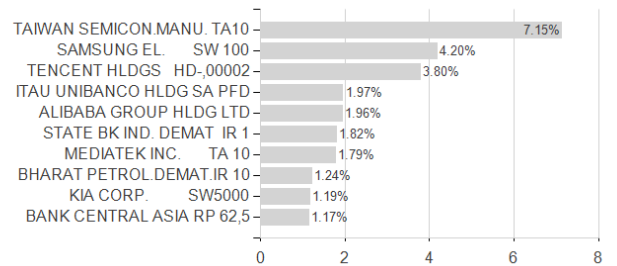 TAIWAN SEMICON.MANU. TA10 7.15%
SAMSUNG EL. SW 100 4.20%
TENCENT HLDGS HD-,00002 3.80%
ITAU UNIBANCO HLDG SA PFD 1.97%
ALIBABA GROUP HLDG LTD 1.96%
STATE BK IND. DEMAT IR 1 1.82%
MEDIATEK INC. TA 10 1.79%
BHARAT PETROL.DEMAT.IR 10 1.24%
KIA CORP. SW5000 1.19%
BANK CENTRAL ASIA RP 62,5 1.17%
0 2 4 6 8